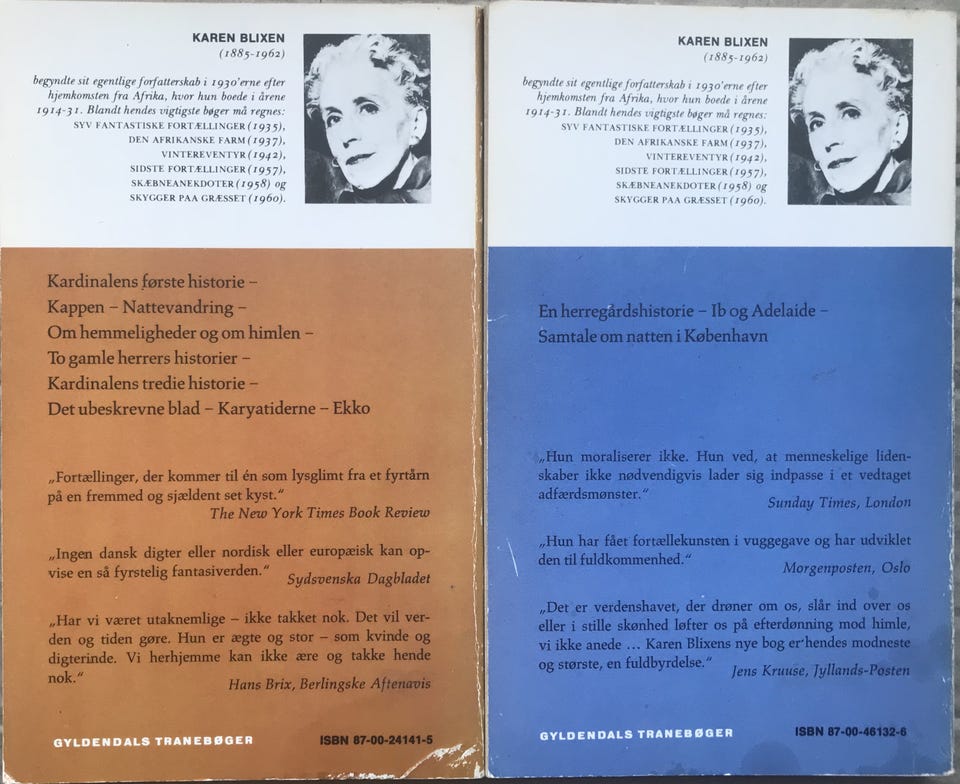 KAREN BLIXEN
(1885-1962)
begyndte sit egentlige forfatterskab i 1930'erne efter
hjemkomsten fra Afrika, hvor hun boede i årene
1914-31. Blandt hendes vigtigste bøger må regnes:
SYV FANTASTISKE FORTÆLLINGER (1935),
DEN AFRIKANSKE FARM (1937),
VINTEREVENTYR (1942),
SIDSTE FORTÆLLINGER (1957),
SKÆBNEANEKDOTER (1958) og
SKYGGER PAA GRÆSSET (1960).
Kardinalens første historie –
Kappen – Nattevandring –
Om hemmeligheder og om himlen –
To gamle herrers historier –
Kardinalens tredie historie –
Det ubeskrevne blad – Karyatiderne – Ekko
„Fortællinger, der kommer til én som lysglimt fra et fyrtårn
på en fremmed og sjældent set kyst.“
The New York Times Book Review
„Ingen dansk digter eller nordisk eller europæisk kan op-
vise en så fyrstelig fantasiverden.“
Sydsvenska Dagbladet
„Har vi været utaknemlige – ikke takket nok. Det vil ver-
den og tiden gøre. Hun er ægte og stor – som kvinde og
digterinde. Vi herhjemme kan ikke ære og takke hende
nok.“
Hans Brix, Berlingske Aftenavis
GYLDENDALS TRANEBØGER
ISBN 87-00-24141-5
KAREN BLIXEN
(1885-1962)
begyndte sit egentlige forfatterskab i 1930'erne efter
hjemkomsten fra Afrika, hvor hun boede i årene
1914-31. Blandt hendes vigtigste bøger må regnes:
SYV FANTASTISKE FORTÆLLINGER (1935),
DEN AFRIKANSKE FARM (1937),
VINTEREVENTYR (1942),
SIDSTE FORTÆLLINGER (1957),
SKÆBNEANEKDOTER (1958) og
SKYGGER PAA GRÆSSET (1960).
En herregårdshistorie – Ib og Adelaide –
Samtale om natten i København
„Hun moraliserer ikke. Hun ved, at menneskelige liden-
skaber ikke nødvendigvis lader sig indpasse i et vedtaget
adfærdsmønster.“
Sunday Times, London
„Hun har fået fortællekunsten i vuggegave og har udviklet
den til fuldkommenhed.“
Morgenposten, Oslo
„Det er verdenshavet, der drøner om os, slår ind over os
eller i stille skønhed løfter os på efterdønning mod himle,
vi ikke anede ... Karen Blixens nye bog er hendes modneste
og største, en fuldbyrdelse.“
Jens Kruuse, Jyllands-Posten
GYLDENDALS TRANEBØGER
ISBN 87-00-46132-6